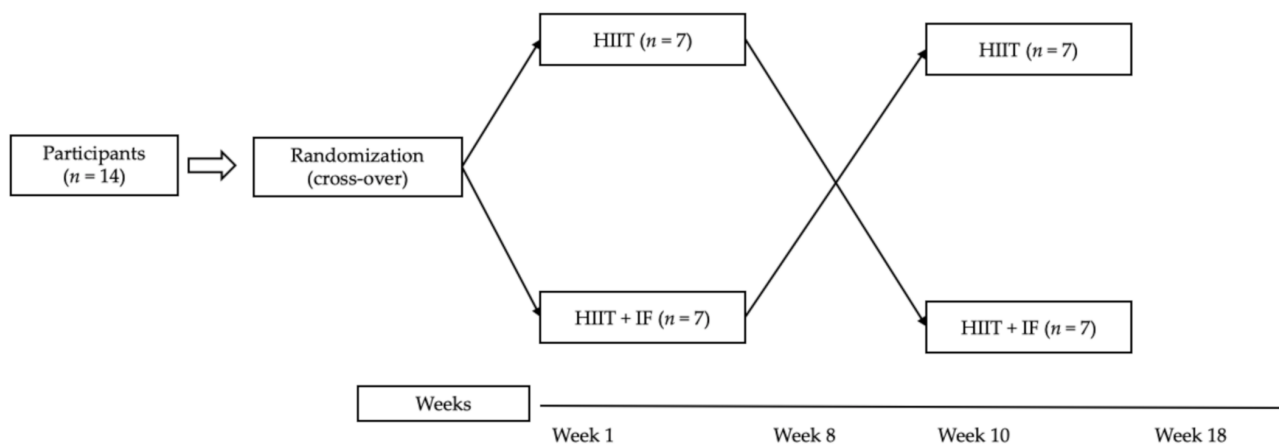 HIIT (n = 7)
HIIT (n = 7)
Participants
(n = 14)
Randomization
(cross-over)
HIIT + IF (n = 7)
HIIT + IF (n = 7)
Weeks
Week 1
Week 8
Week 10
Week 18